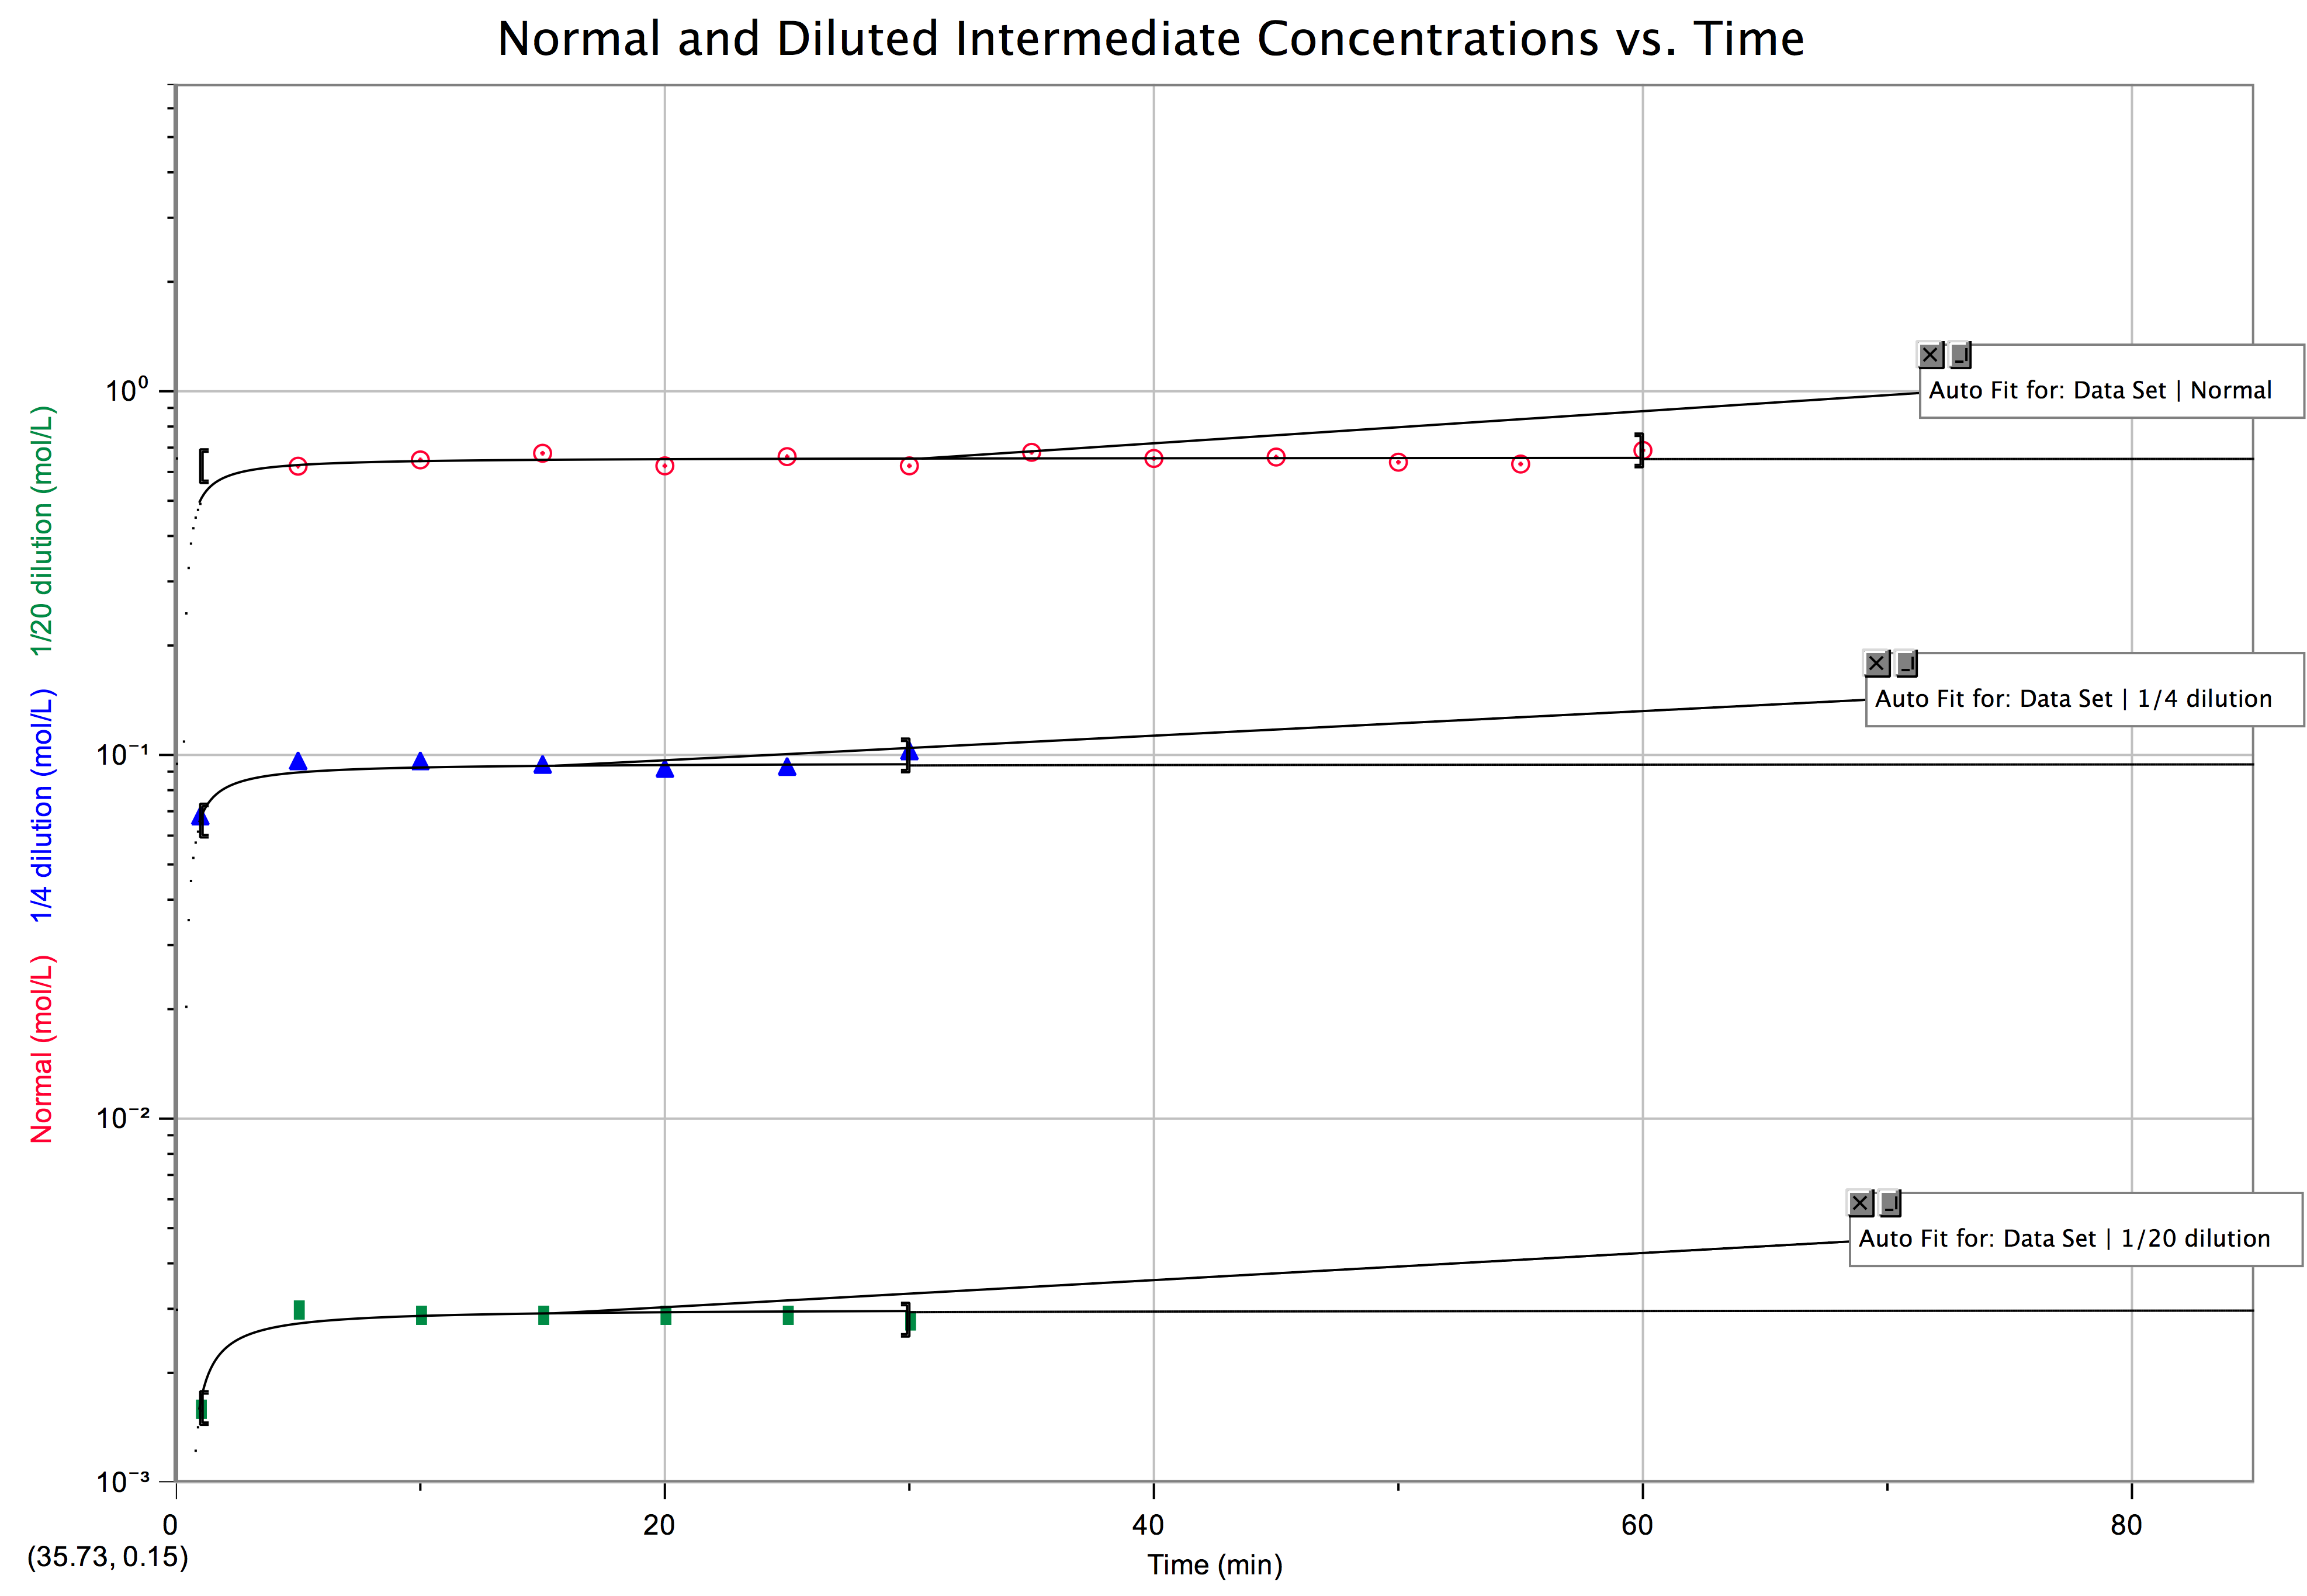 Normal and Diluted Intermediate Concentrations vs. Time
Normal (mol/L) 1/4 dilution (mol/L) 1/20 dilution (mol/L)
10⁰
10⁻¹
10⁻²
10⁻³
Auto Fit for: Data Set | Normal
Auto Fit for: Data Set | 1/4 dilution
Auto Fit for: Data Set | 1/20 dilution
0 20 40 60 80
(35.73, 0.15)
Time (min)